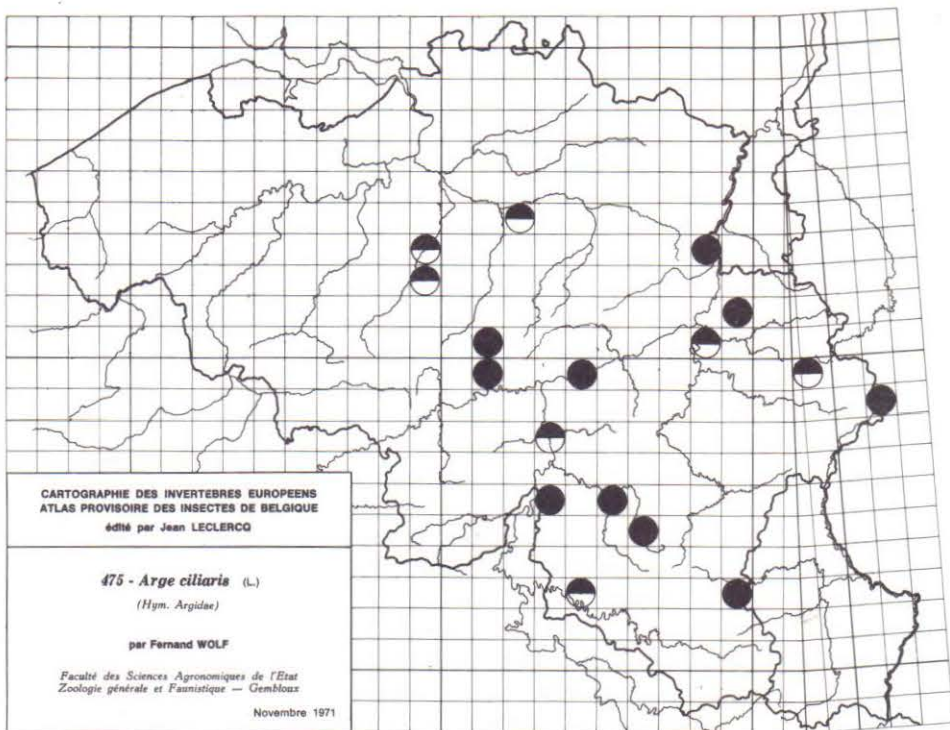 CARTOGRAPHIE DES INVERTEBRES EUROPEENS
ATLAS PROVISOIRE DES INSECTES DE BELGIQUE
édité par Jean LECLERCQ
475 - Arge ciliaris (L.)
(Hym. Argidae)
par Fernand WOLF
Faculté des Sciences Agronomiques de l'Etat
Zoologie générale et Faunistique — Gembloux
Novembre 1971